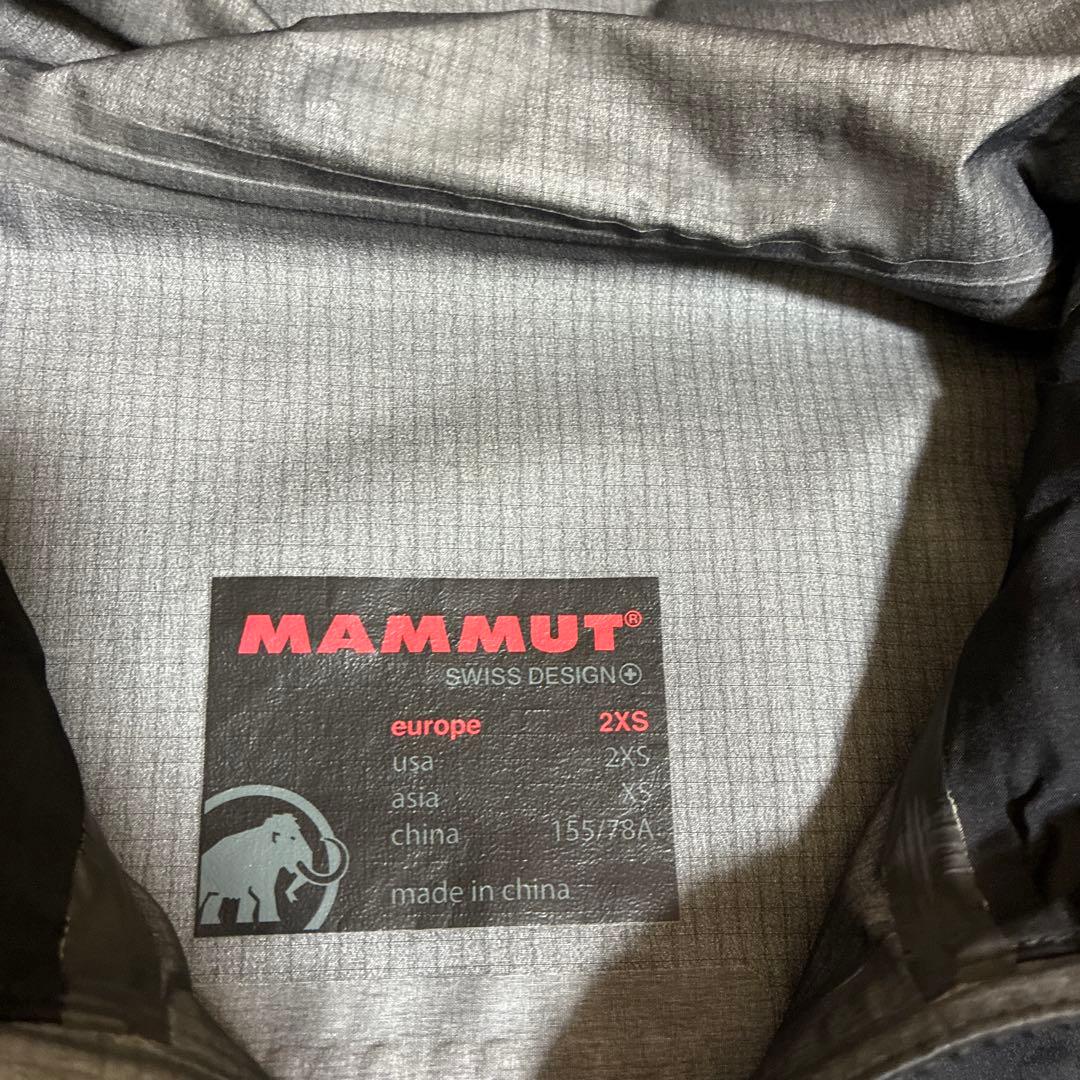 MAMMUT®
SWISS DESIGN
europe 2XS
usa 2XS
asia XS
china 155/78A
made in china